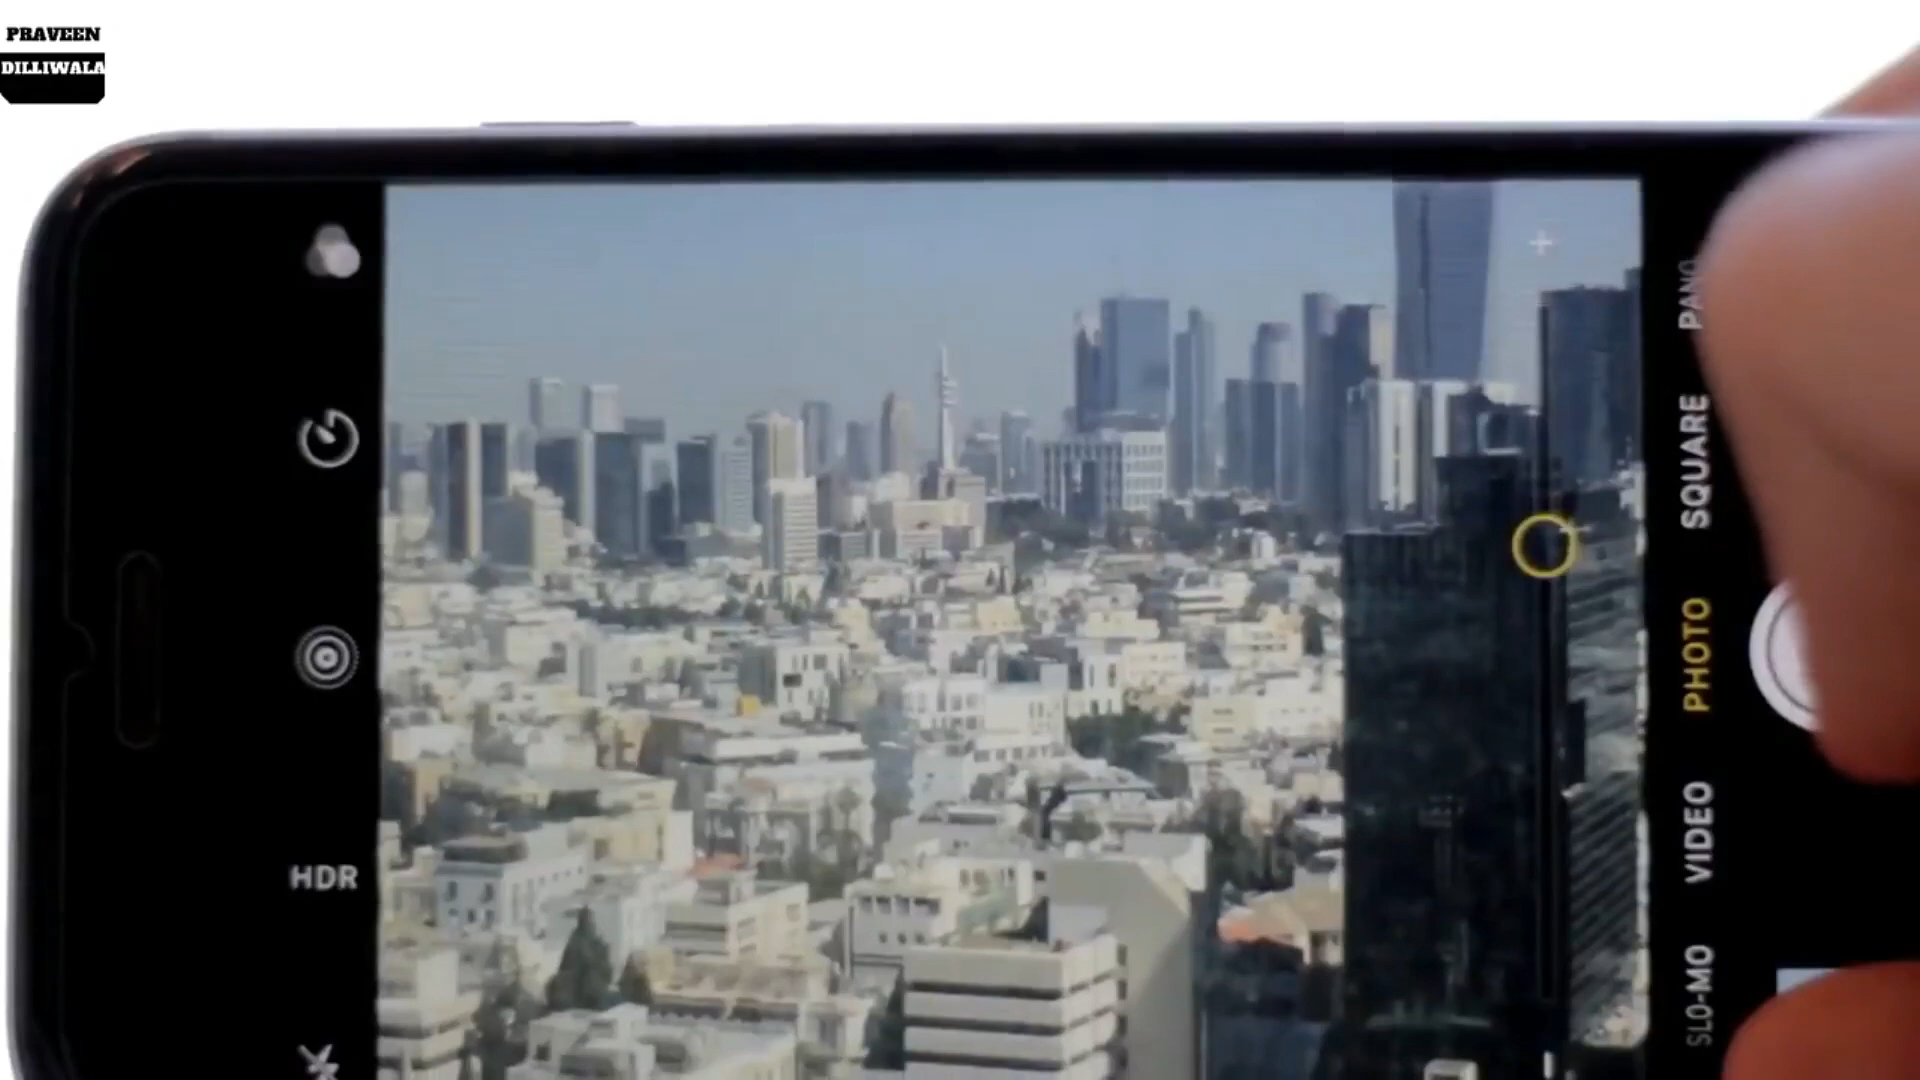 PRAVEEN
DILLIWALA
PANO
SQUARE
PHOTO
VIDEO
SLO-MO
HDR